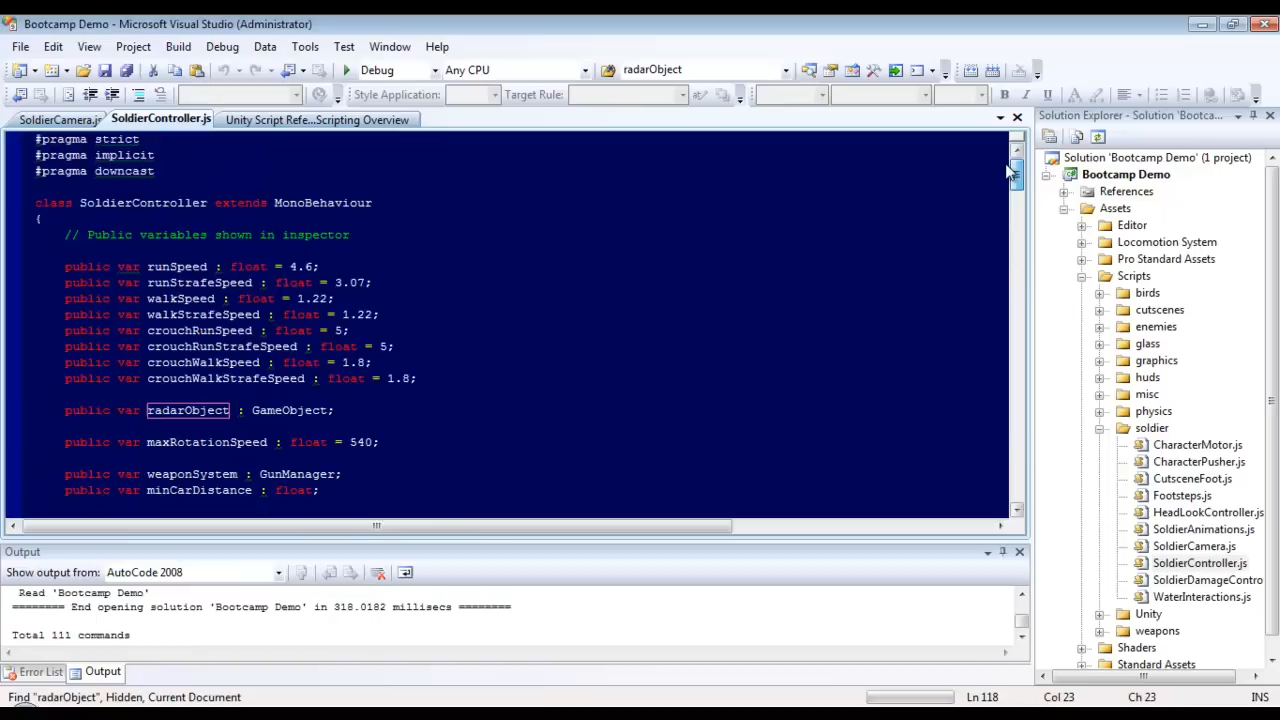 Bootcamp Demo - Microsoft Visual Studio (Administrator)
File Edit View Project Build Debug Data Tools Test Window Help
Debug Any CPU radarObject
Style Application: Target Rule:
SoldierCamera.js SoldierController.js Unity Script Refe...Scripting Overview
#pragma strict
#pragma implicit
#pragma downcast
class SoldierController extends MonoBehaviour
{
// Public variables shown in inspector
public var runSpeed : float = 4.6;
public var runStrafeSpeed : float = 3.07;
public var walkSpeed : float = 1.22;
public var walkStrafeSpeed : float = 1.22;
public var crouchRunSpeed : float = 5;
public var crouchRunStrafeSpeed : float = 5;
public var crouchWalkSpeed : float = 1.8;
public var crouchWalkStrafeSpeed : float = 1.8;
public var radarObject : GameObject;
public var maxRotationSpeed : float = 540;
public var weaponSystem : GunManager;
public var minCarDistance : float;
Output
Show output from: AutoCode 2008
Read 'Bootcamp Demo'
======== End opening solution 'Bootcamp Demo' in 318.0182 millisecs ========
Total 111 commands
Error List Output
Solution Explorer - Solution 'Bootca...
Solution 'Bootcamp Demo' (1 project)
Bootcamp Demo
References
Assets
Editor
Locomotion System
Pro Standard Assets
Scripts
birds
cutscenes
enemies
glass
graphics
huds
misc
physics
soldier
CharacterMotor.js
CharacterPusher.js
CutsceneFoot.js
Footsteps.js
HeadLookController.js
SoldierAnimations.js
SoldierCamera.js
SoldierController.js
SoldierDamageContro
WaterInteractions.js
Unity
weapons
Shaders
Standard Assets
Find "radarObject", Hidden, Current Document Ln 118 Col 23 Ch 23 INS